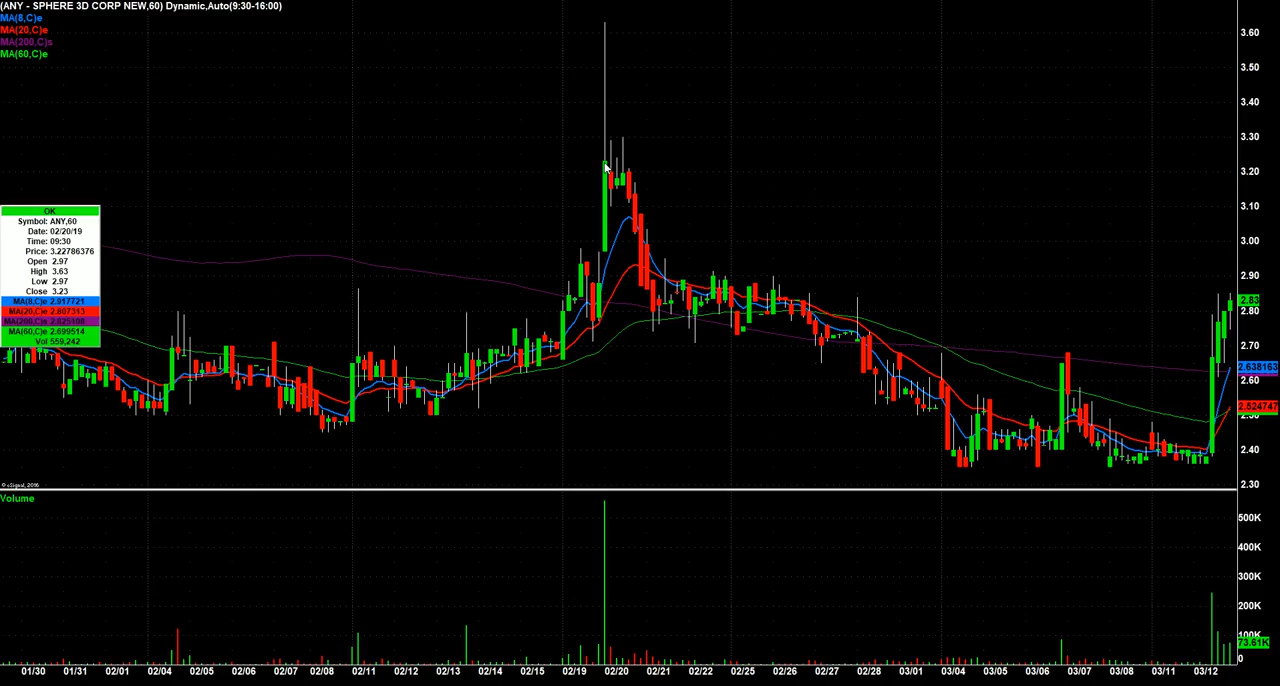 (ANY - SPHERE 3D CORP NEW,60) Dynamic,Auto(9:30-16:00)
MA(8,C)e
MA(20,C)e
MA(200,C)s
MA(60,C)e
3.60
3.50
3.40
3.30
3.20
3.10
3.00
2.90
2.83
2.80
2.70
2.638163
2.60
2.524747
2.50
2.40
2.30
OK
Symbol: ANY,60
Date: 02/20/19
Time: 09:30
Price: 3.22786376
Open 2.97
High 3.63
Low 2.97
Close 3.23
MA(8,C)e 2.917721
MA(20,C)e 2.807313
MA(200,C)s 2.825108
MA(60,C)e 2.699514
Vol 559,242
© eSignal, 2016
Volume
500K
400K
300K
200K
100K
73.61K
0
01/30 01/31 02/01 02/04 02/05 02/06 02/07 02/08 02/11 02/12 02/13 02/14 02/15 02/19 02/20 02/21 02/22 02/25 02/26 02/27 02/28 03/01 03/04 03/05 03/06 03/07 03/08 03/11 03/12